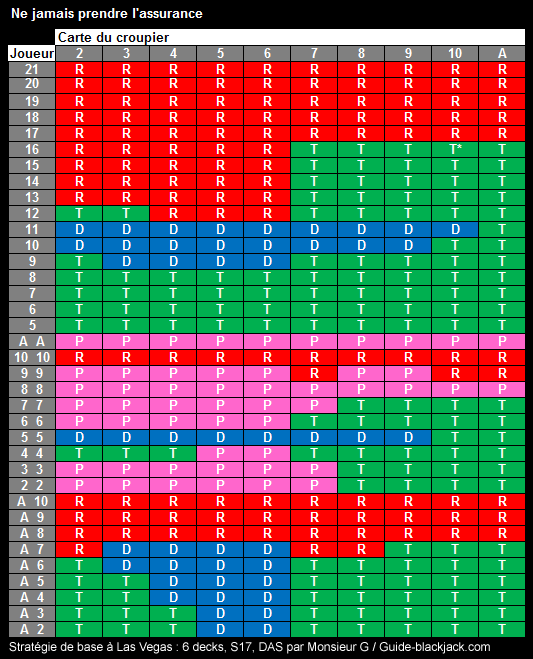 Ne jamais prendre l'assurance
Carte du croupier
Joueur 2 3 4 5 6 7 8 9 10 A
21 R R R R R R R R R R
20 R R R R R R R R R R
19 R R R R R R R R R R
18 R R R R R R R R R R
17 R R R R R R R R R R
16 R R R R R T T T T* T
15 R R R R R T T T T T
14 R R R R R T T T T T
13 R R R R R T T T T T
12 T T R R R T T T T T
11 D D D D D D D D D T
10 D D D D D D D D T T
9 T D D D D T T T T T
8 T T T T T T T T T T
7 T T T T T T T T T T
6 T T T T T T T T T T
5 T T T T T T T T T T
A A P P P P P P P P P P
10 10 R R R R R R R R R R
9 9 P P P P P R P P R R
8 8 P P P P P P P P P P
7 7 P P P P P P T T T T
6 6 P P P P P T T T T T
5 5 D D D D D D D D T T
4 4 T T T P P T T T T T
3 3 P P P P P P T T T T
2 2 P P P P P P T T T T
A 10 R R R R R R R R R R
A 9 R R R R R R R R R R
A 8 R R R R R R R R R R
A 7 R D D D D R R T T T
A 6 T D D D D T T T T T
A 5 T T D D D T T T T T
A 4 T T D D D T T T T T
A 3 T T T D D T T T T T
A 2 T T T D D T T T T T
Stratégie de base à Las Vegas : 6 decks, S17, DAS par Monsieur G / Guide-blackjack.com